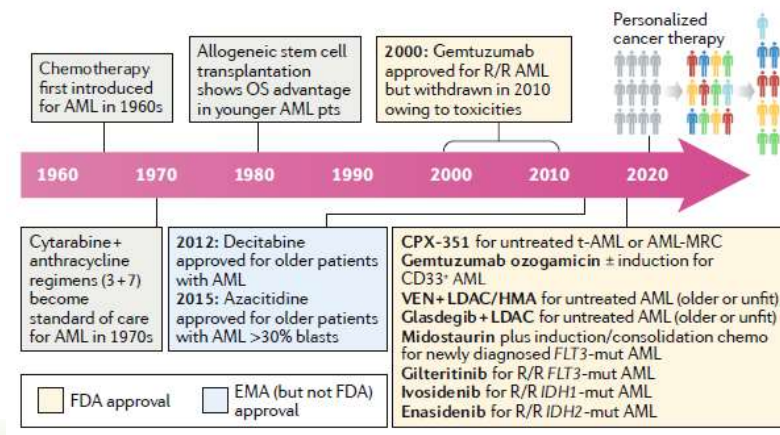 Personalized
cancer therapy
Chemotherapy
first introduced
for AML in 1960s
Allogeneic stem cell
transplantation
shows OS advantage
in younger AML pts
2000: Gemtuzumab
approved for R/R AML
but withdrawn in 2010
owing to toxicities
1960 1970 1980 1990 2000 2010 2020
Cytarabine +
anthracycline
regimens (3 + 7)
become
standard of care
for AML in 1970s
2012: Decitabine
approved for older patients
with AML
2015: Azacitidine
approved for older patients
with AML >30% blasts
CPX-351 for untreated t-AML or AML-MRC
Gemtuzumab ozogamicin ± induction for
CD33⁺ AML
VEN + LDAC/HMA for untreated AML (older or unfit)
Glasdegib + LDAC for untreated AML (older or unfit)
Midostaurin plus induction/consolidation chemo
for newly diagnosed FLT3-mut AML
Gilteritinib for R/R FLT3-mut AML
Ivosidenib for R/R IDH1-mut AML
Enasidenib for R/R IDH2-mut AML
FDA approval
EMA (but not FDA)
approval